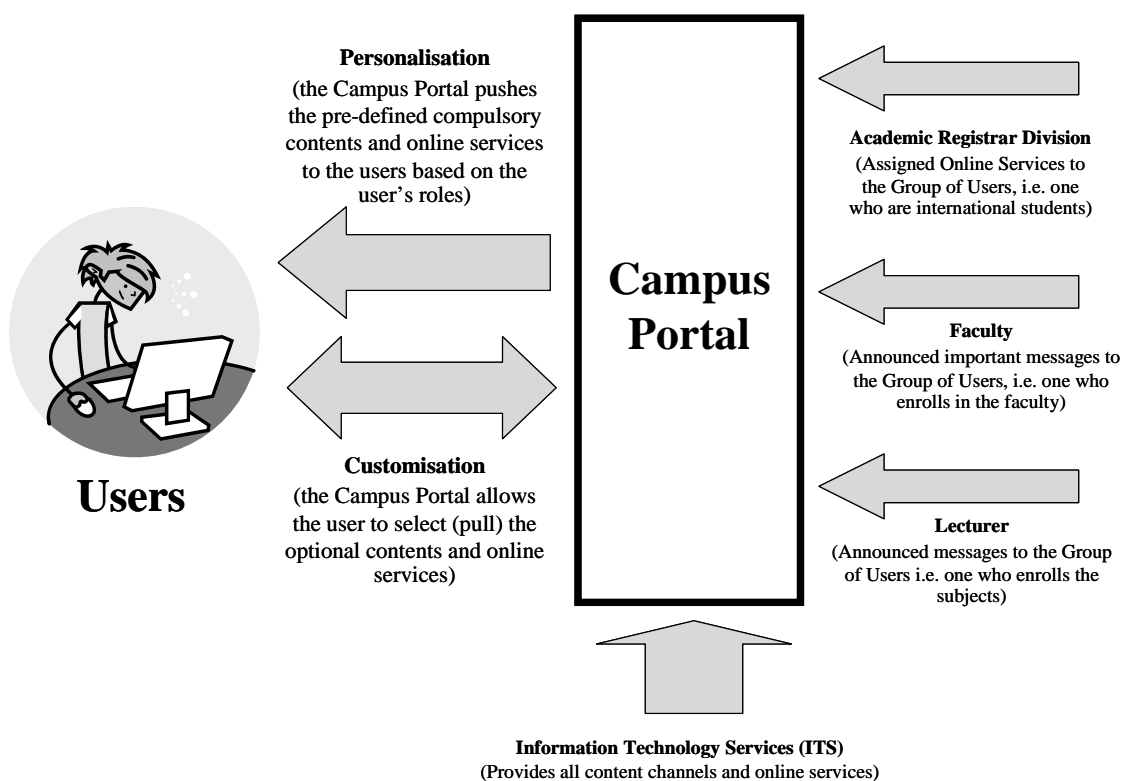 Personalisation
(the Campus Portal pushes
the pre-defined compulsory
contents and online services
to the users based on the
user's roles)
Users
Customisation
(the Campus Portal allows
the user to select (pull) the
optional contents and online
services)
Campus
Portal
Academic Registrar Division
(Assigned Online Services to
the Group of Users, i.e. one
who are international students)
Faculty
(Announced important messages to
the Group of Users, i.e. one who
enrolls in the faculty)
Lecturer
(Announced messages to the Group
of Users i.e. one who enrolls the
subjects)
Information Technology Services (ITS)
(Provides all content channels and online services)